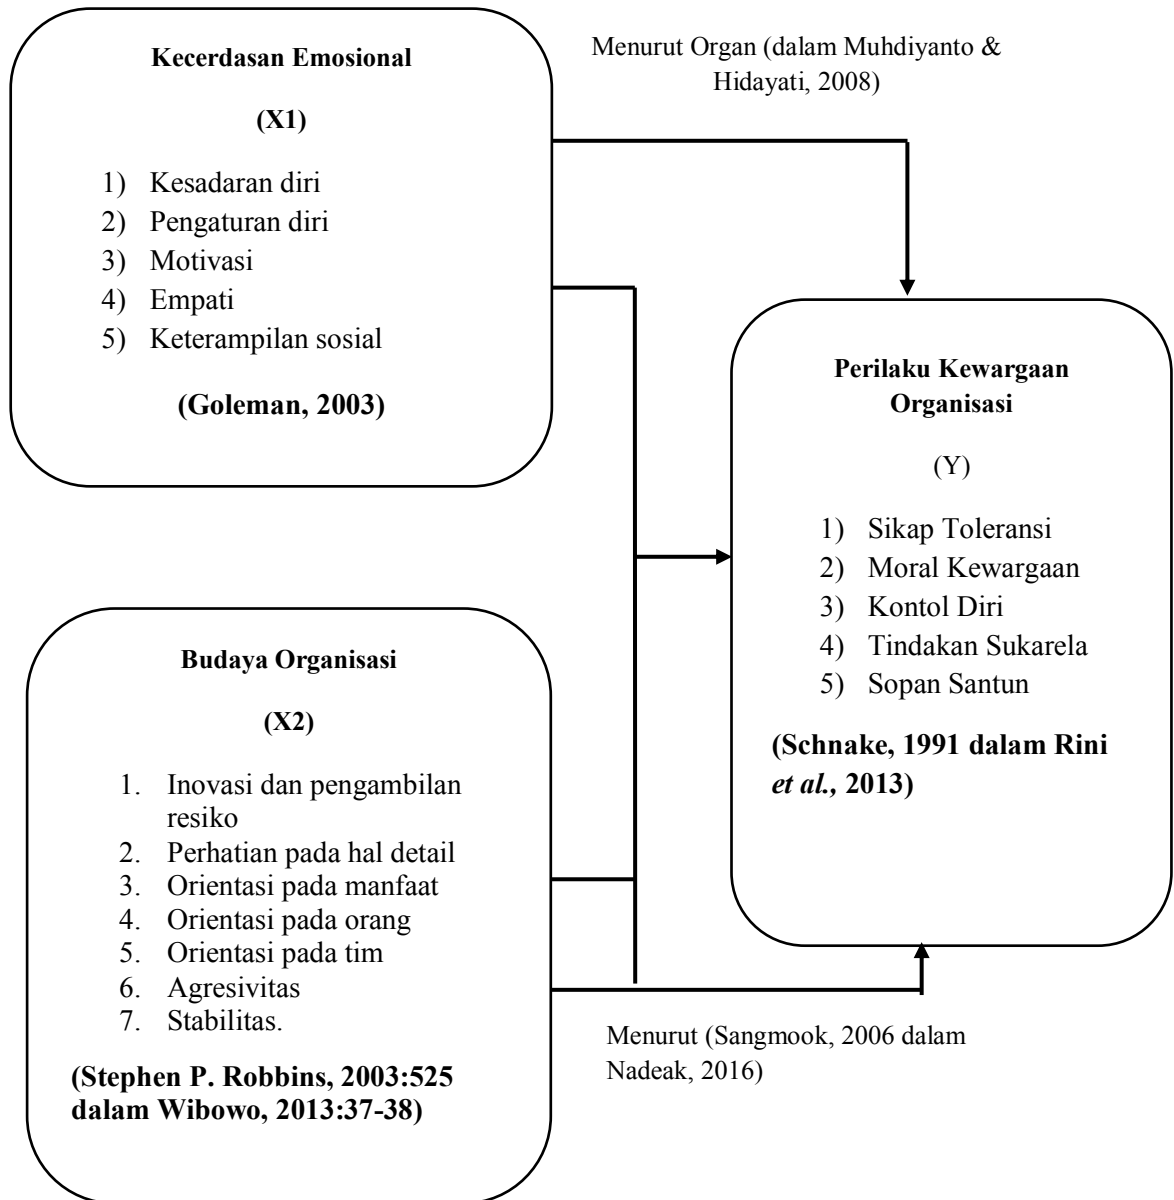 Kecerdasan Emosional
(X1)
1) Kesadaran diri
2) Pengaturan diri
3) Motivasi
4) Empati
5) Keterampilan sosial
(Goleman, 2003)
Menurut Organ (dalam Muhdiyanto &
Hidayati, 2008)
Perilaku Kewargaan
Organisasi
(Y)
1) Sikap Toleransi
2) Moral Kewargaan
3) Kontol Diri
4) Tindakan Sukarela
5) Sopan Santun
(Schnake, 1991 dalam Rini
et al., 2013)
Budaya Organisasi
(X2)
1. Inovasi dan pengambilan
resiko
2. Perhatian pada hal detail
3. Orientasi pada manfaat
4. Orientasi pada orang
5. Orientasi pada tim
6. Agresivitas
7. Stabilitas.
(Stephen P. Robbins, 2003:525
dalam Wibowo, 2013:37-38)
Menurut (Sangmook, 2006 dalam
Nadeak, 2016)